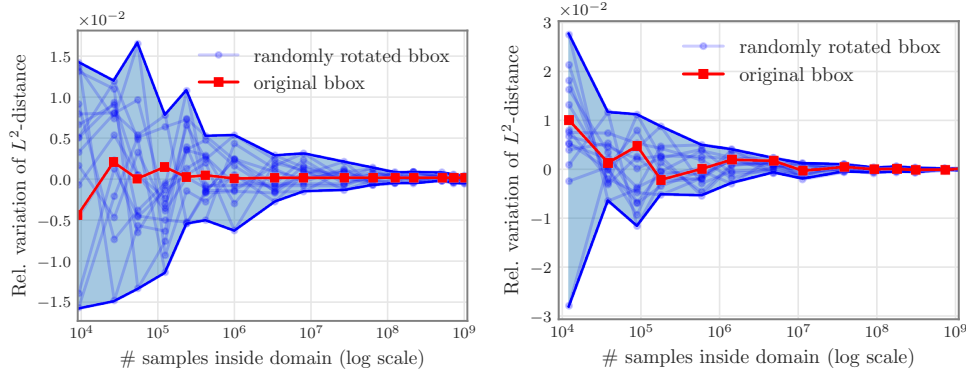 ×10⁻²
Rel. variation of L²-distance
1.5
1.0
0.5
0.0
−0.5
−1.0
−1.5
randomly rotated bbox
original bbox
10⁴ 10⁵ 10⁶ 10⁷ 10⁸ 10⁹
# samples inside domain (log scale)
×10⁻²
Rel. variation of L²-distance
3
2
1
0
−1
−2
−3
randomly rotated bbox
original bbox
10⁴ 10⁵ 10⁶ 10⁷ 10⁸ 10⁹
# samples inside domain (log scale)